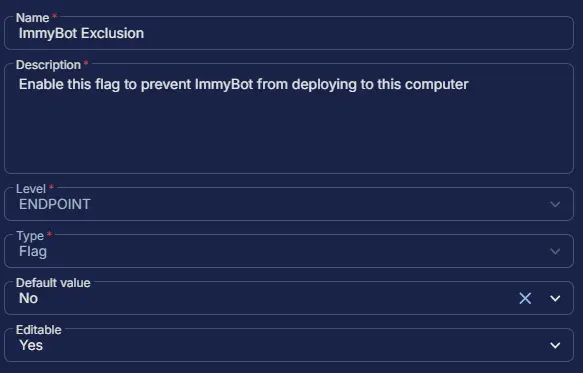 Name *
ImmyBot Exclusion
Description *
Enable this flag to prevent ImmyBot from deploying to this computer
Level *
ENDPOINT
Type *
Flag
Default value
No
Editable
Yes